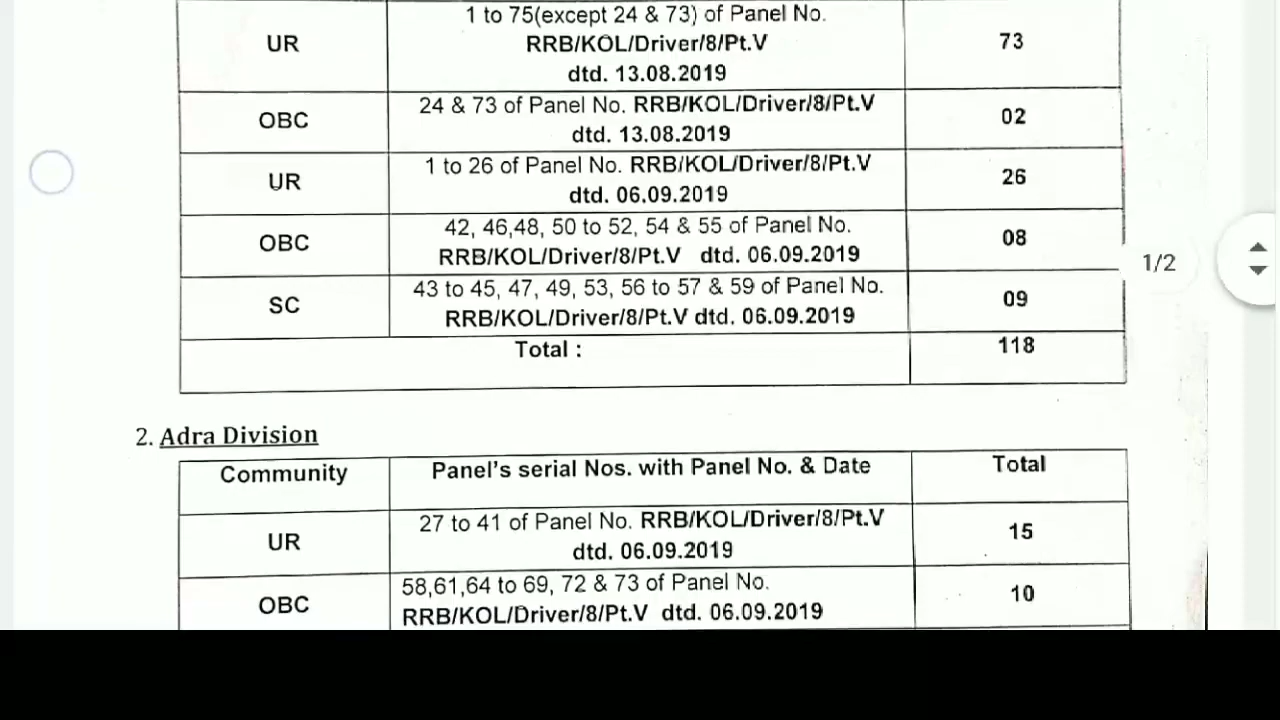 1 to 75(except 24 & 73) of Panel No.
UR RRB/KOL/Driver/8/Pt.V 73
dtd. 13.08.2019
24 & 73 of Panel No. RRB/KOL/Driver/8/Pt.V
OBC dtd. 13.08.2019 02
1 to 26 of Panel No. RRB/KOL/Driver/8/Pt.V
UR dtd. 06.09.2019 26
42, 46,48, 50 to 52, 54 & 55 of Panel No.
OBC RRB/KOL/Driver/8/Pt.V dtd. 06.09.2019 08
43 to 45, 47, 49, 53, 56 to 57 & 59 of Panel No.
SC RRB/KOL/Driver/8/Pt.V dtd. 06.09.2019 09
Total : 118
1/2
2. Adra Division
Community Panel's serial Nos. with Panel No. & Date Total
27 to 41 of Panel No. RRB/KOL/Driver/8/Pt.V
UR dtd. 06.09.2019 15
58,61,64 to 69, 72 & 73 of Panel No.
OBC RRB/KOL/Driver/8/Pt.V dtd. 06.09.2019 10